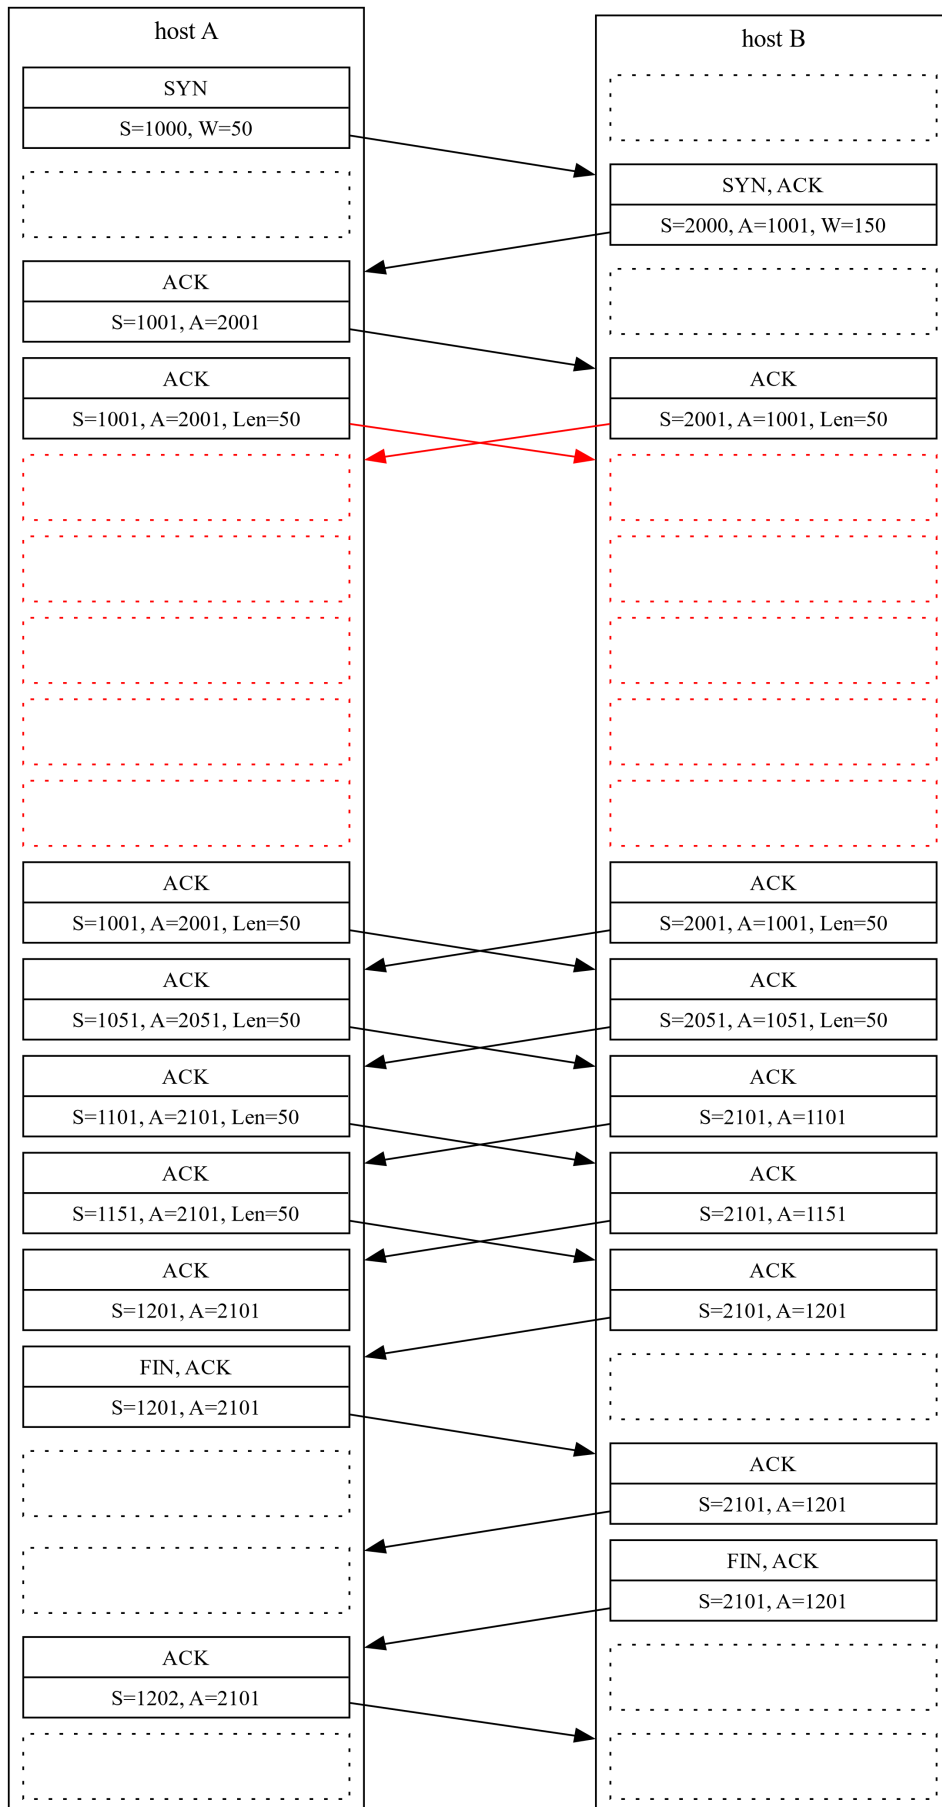 host A
host B
SYN
S=1000, W=50
SYN, ACK
S=2000, A=1001, W=150
ACK
S=1001, A=2001
ACK
S=1001, A=2001, Len=50
ACK
S=2001, A=1001, Len=50
ACK
S=1001, A=2001, Len=50
ACK
S=2001, A=1001, Len=50
ACK
S=1051, A=2051, Len=50
ACK
S=2051, A=1051, Len=50
ACK
S=1101, A=2101, Len=50
ACK
S=2101, A=1101
ACK
S=1151, A=2101, Len=50
ACK
S=2101, A=1151
ACK
S=1201, A=2101
ACK
S=2101, A=1201
FIN, ACK
S=1201, A=2101
ACK
S=2101, A=1201
FIN, ACK
S=2101, A=1201
ACK
S=1202, A=2101